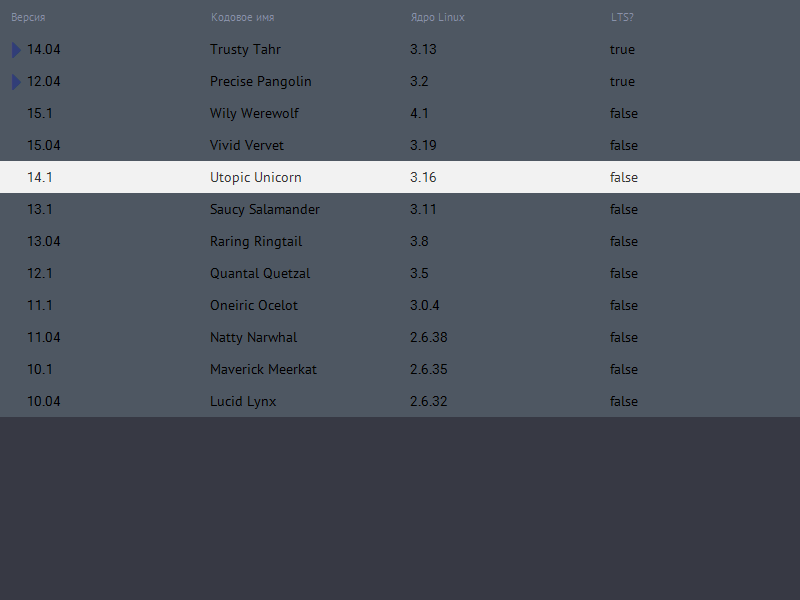 Версия Кодовое имя Ядро Linux LTS?
14.04 Trusty Tahr 3.13 true
12.04 Precise Pangolin 3.2 true
15.1 Wily Werewolf 4.1 false
15.04 Vivid Vervet 3.19 false
14.1 Utopic Unicorn 3.16 false
13.1 Saucy Salamander 3.11 false
13.04 Raring Ringtail 3.8 false
12.1 Quantal Quetzal 3.5 false
11.1 Oneiric Ocelot 3.0.4 false
11.04 Natty Narwhal 2.6.38 false
10.1 Maverick Meerkat 2.6.35 false
10.04 Lucid Lynx 2.6.32 false